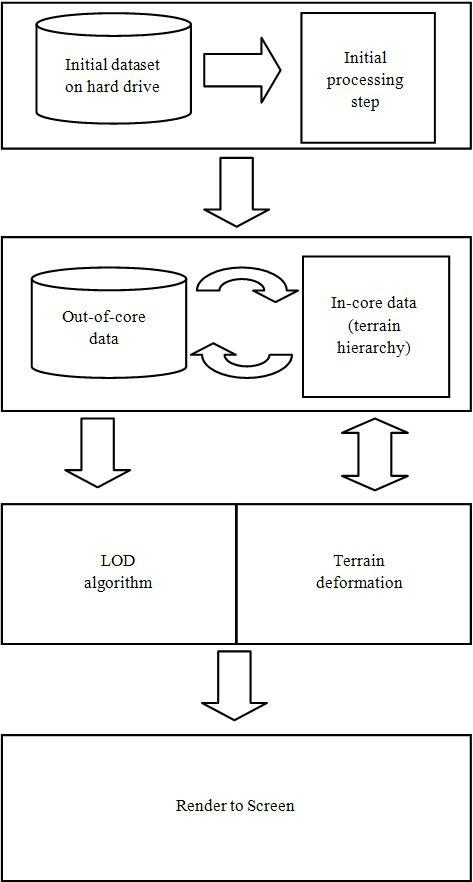 Initial dataset
on hard drive
Initial
processing
step
Out-of-core
data
In-core data
(terrain
hierarchy)
LOD
algorithm
Terrain
deformation
Render to Screen